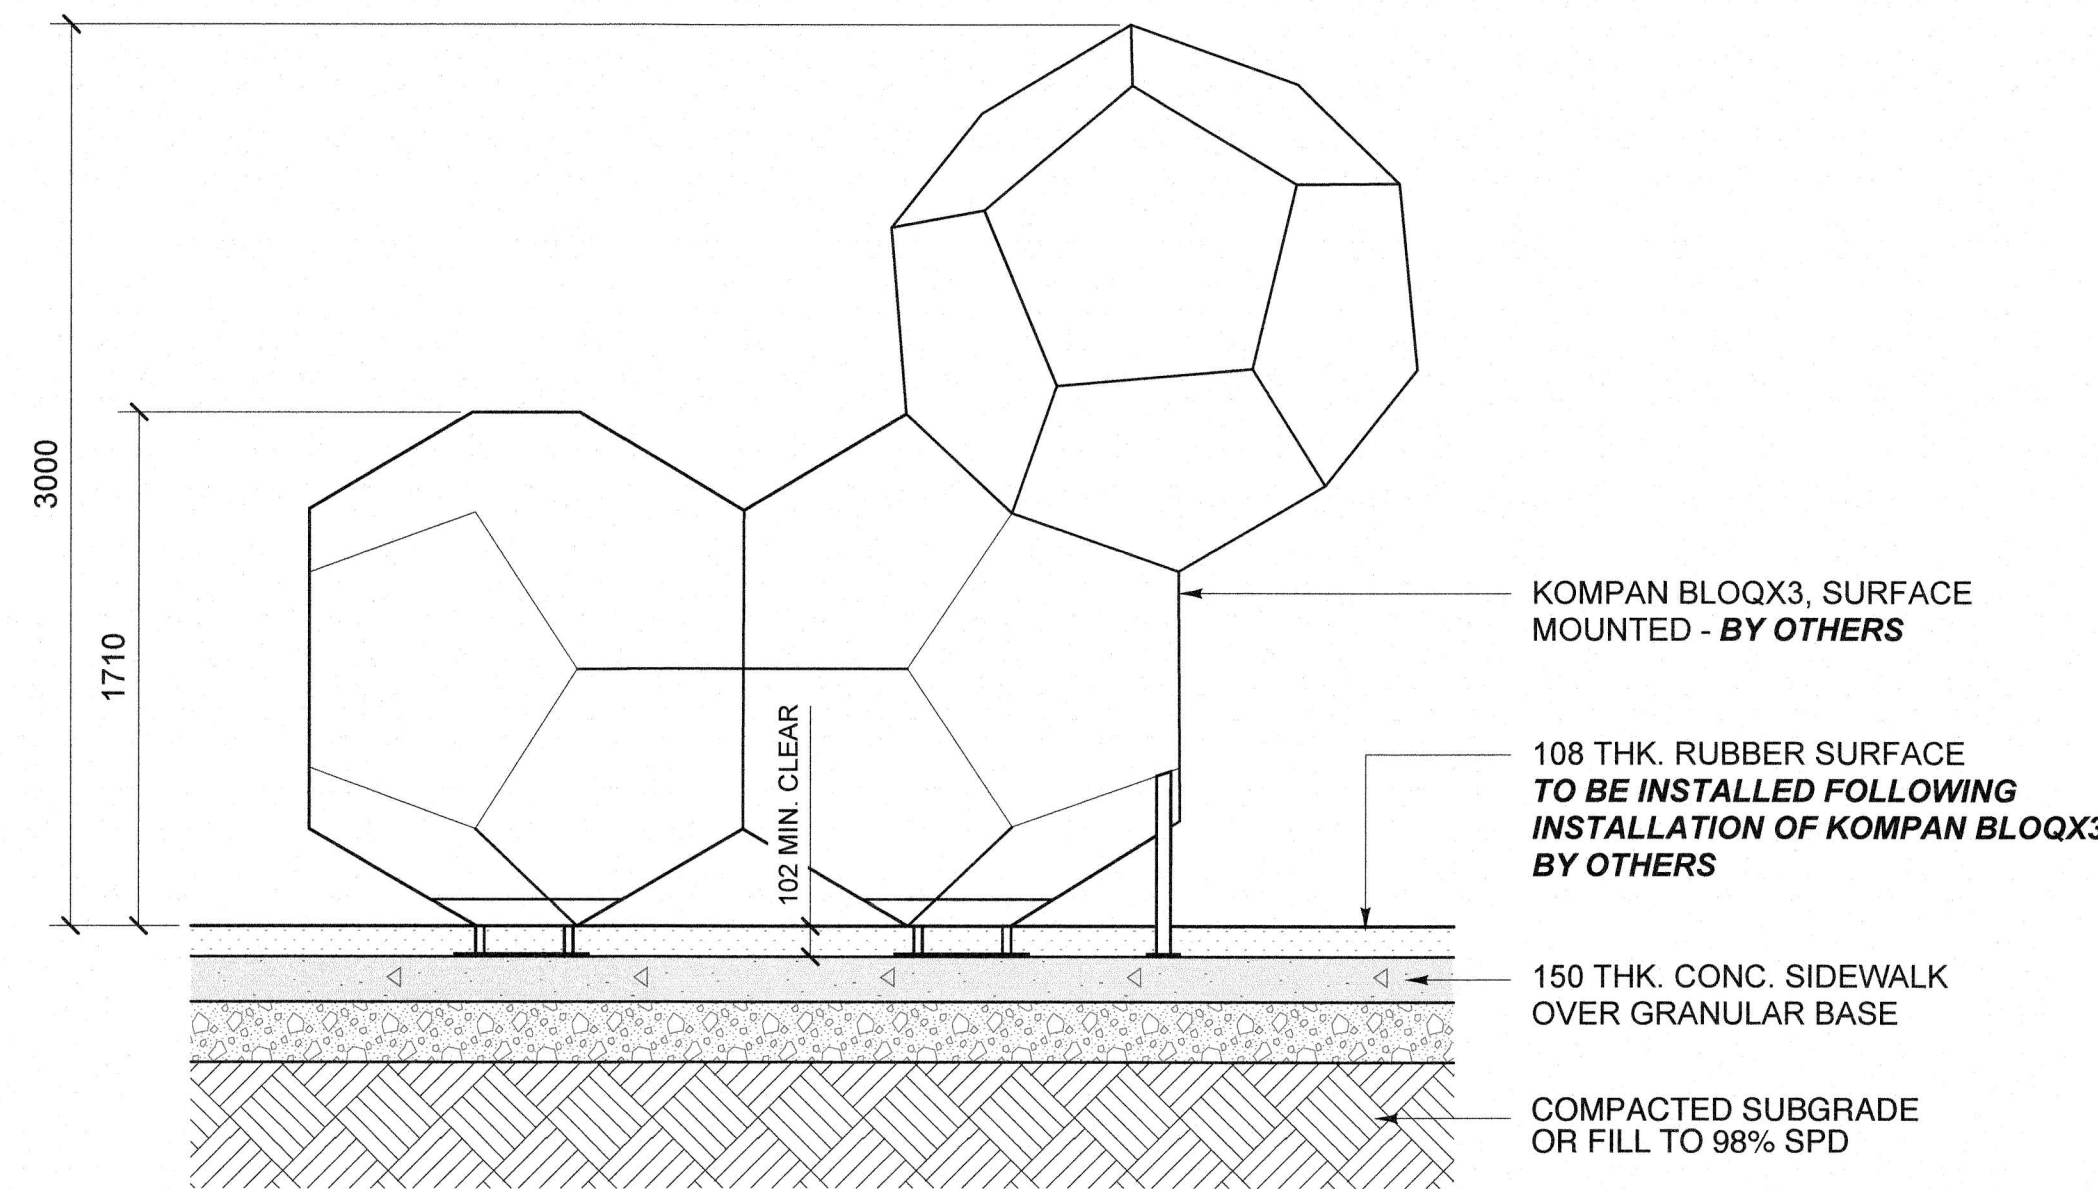 3000
1710
102 MIN. CLEAR
KOMPAN BLOQX3, SURFACE
MOUNTED - BY OTHERS
108 THK. RUBBER SURFACE
TO BE INSTALLED FOLLOWING
INSTALLATION OF KOMPAN BLOQX3
BY OTHERS
150 THK. CONC. SIDEWALK
OVER GRANULAR BASE
COMPACTED SUBGRADE
OR FILL TO 98% SPD